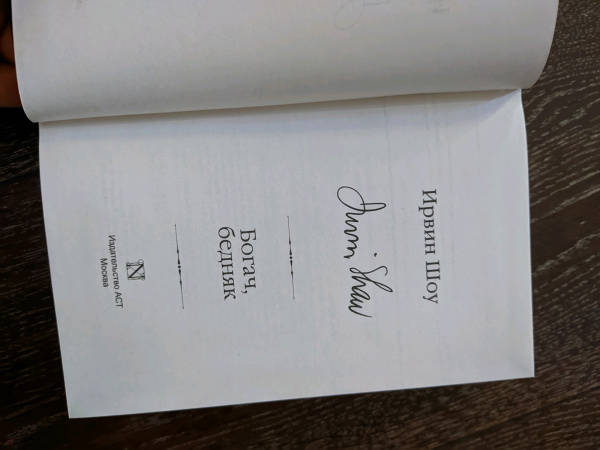 Ирвин Шоу
Irwin Shaw
Богач,
бедняк
N
Издательство АСТ
Москва